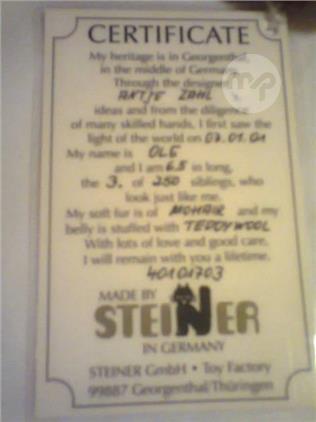 CERTIFICATE
My heritage is in Georgenthal,
in the middle of Germany.
Through the designer
ANTJE ZAHL
ideas and from the diligence
of many skilled hands, I first saw the
light of the world on 07.01.01
My name is OLE
and I am 6.5 in long,
the 3. of 250 siblings, who
look just like me.
My soft fur is of MOHAIR and my
belly is stuffed with TEDDYWOOL
With lots of love and good care,
I will remain with you a lifetime.
40101703
MADE BY
STEINER
IN GERMANY
STEINER GmbH • Toy Factory
99887 Georgenthal/Thüringen